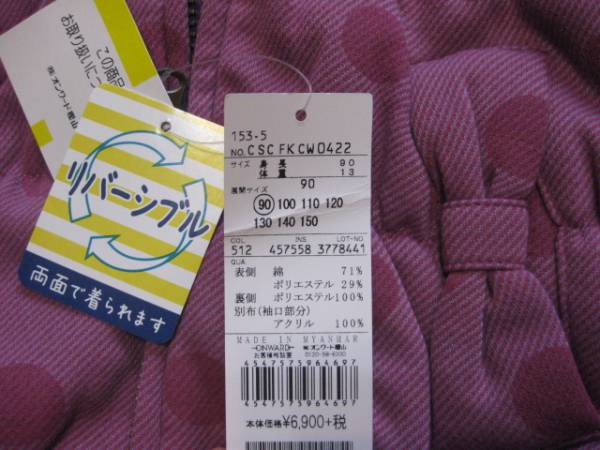 この商品
お取り扱いにつ
㈱オンワード樫山
リバーシブル
両面で着られます
153-5
NO. CSCFKCW0422
サイズ 身長 90
体重 13
90
展開サイズ
90 100 110 120
130 140 150
COL INS LOT-NO
512 457558 3778441
QUA
表側 綿 71%
ポリエステル 29%
裏側 ポリエステル100%
別布(袖口部分)
アクリル 100%
MADE IN MYANMAR
ONWARD ㈱オンワード樫山
お客様相談室
4547575964697
4547575964697
本体価格¥6,900+税